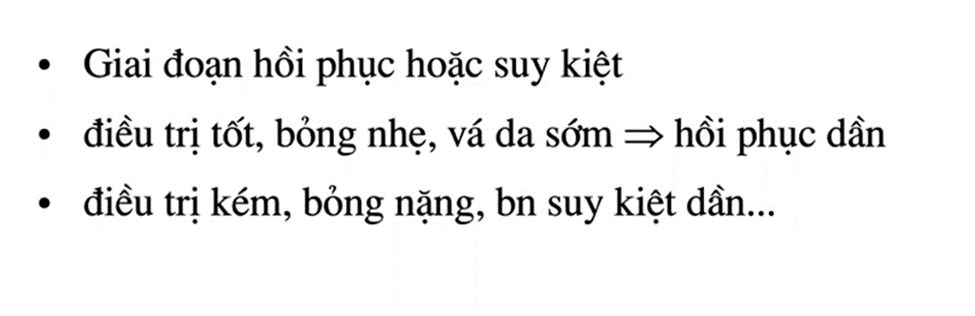 • Giai đoạn hồi phục hoặc suy kiệt
• điều trị tốt, bỏng nhẹ, vá da sớm ⇒ hồi phục dần
• điều trị kém, bỏng nặng, bn suy kiệt dần...